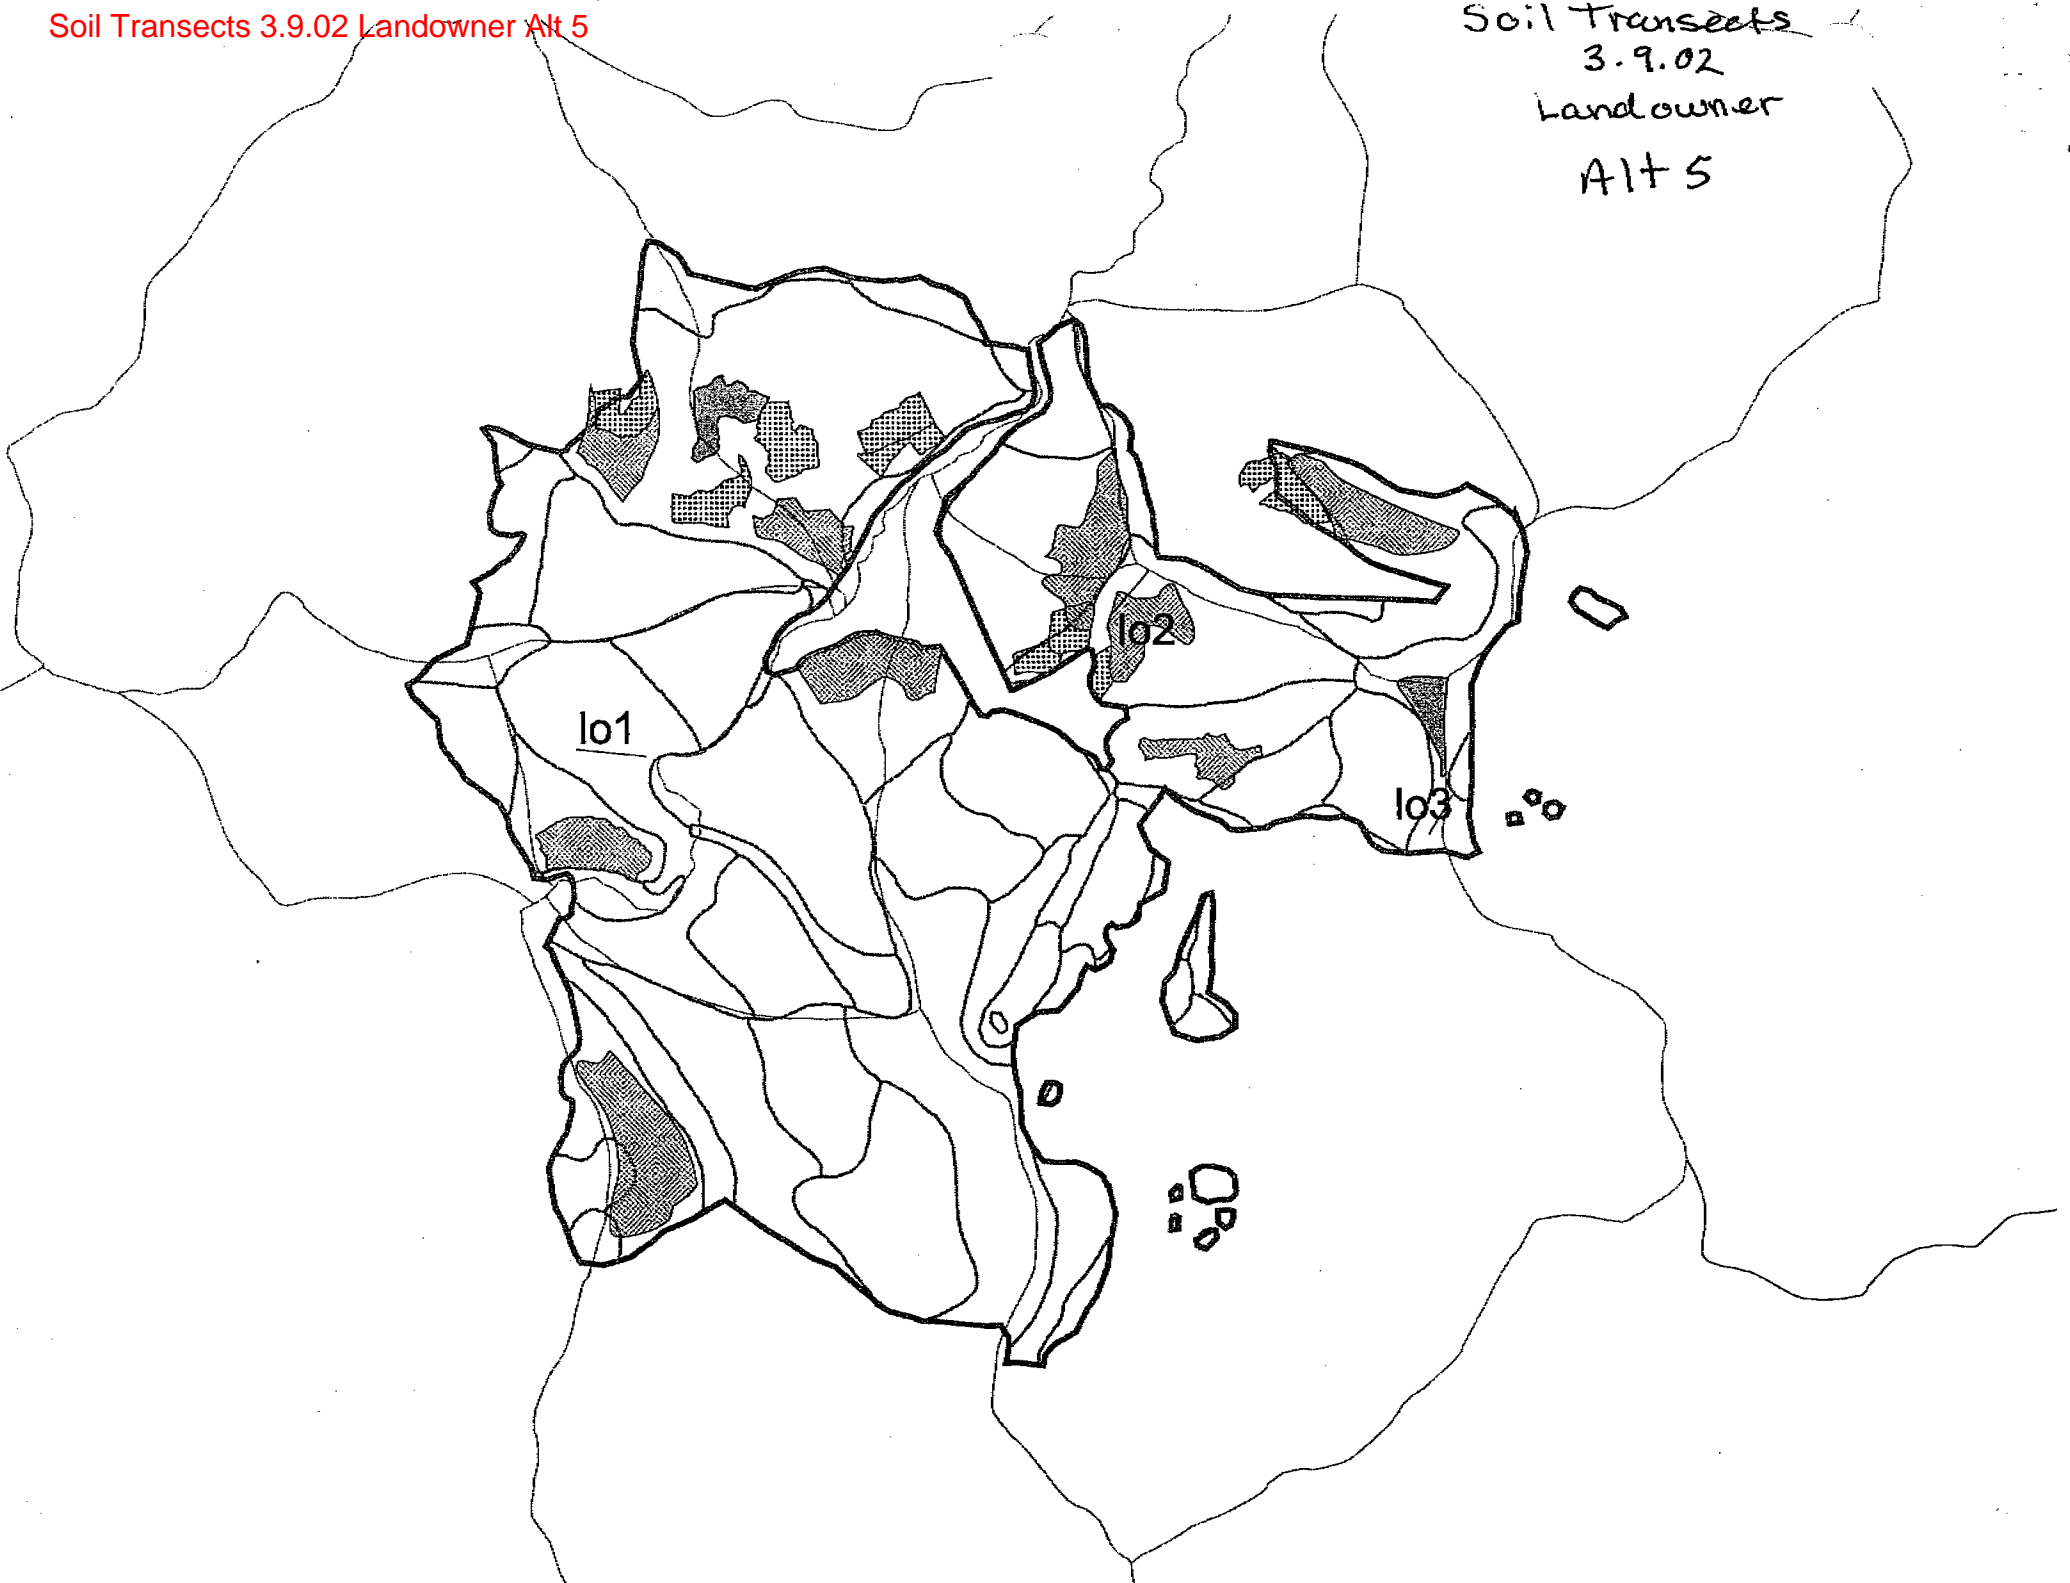 Soil Transects 3.9.02 Landowner Alt 5
Soil Transects
3.9.02
Landowner
Alt 5
lo1
lo2
lo3